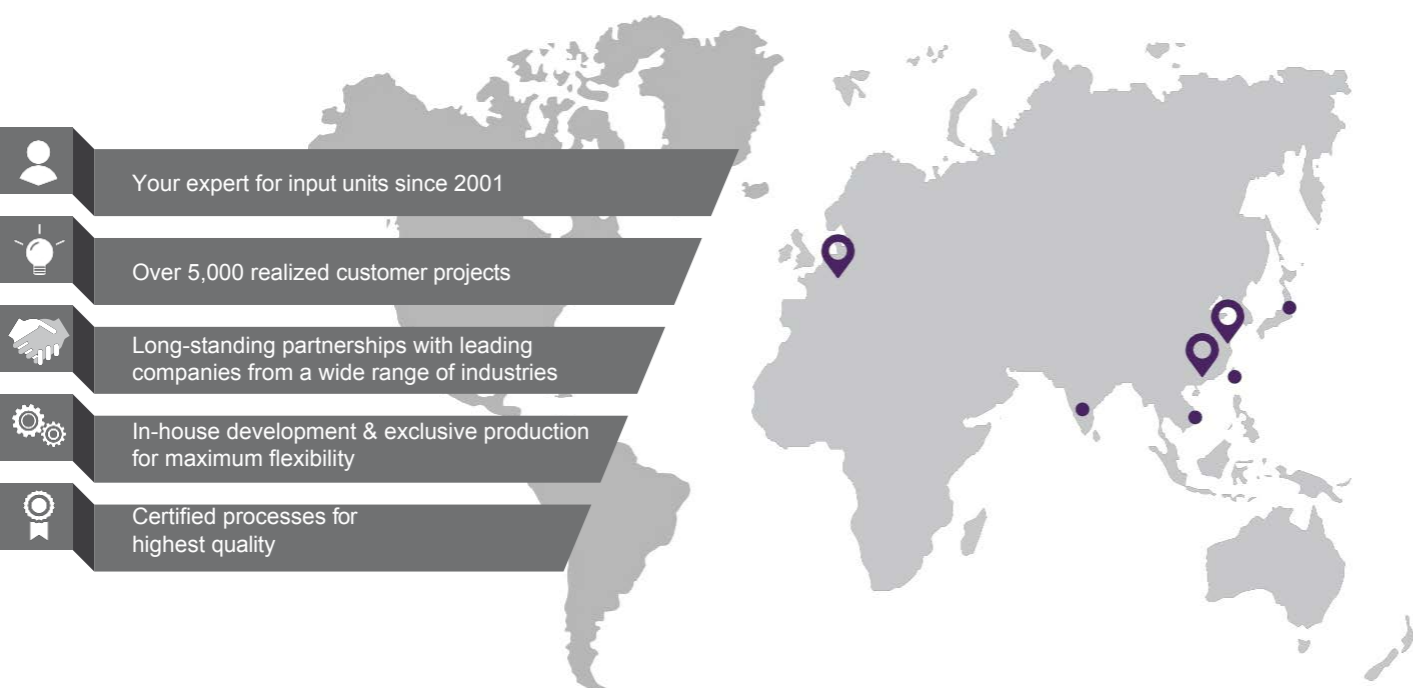 Your expert for input units since 2001
Over 5,000 realized customer projects
Long-standing partnerships with leading
companies from a wide range of industries
In-house development & exclusive production
for maximum flexibility
Certified processes for
highest quality